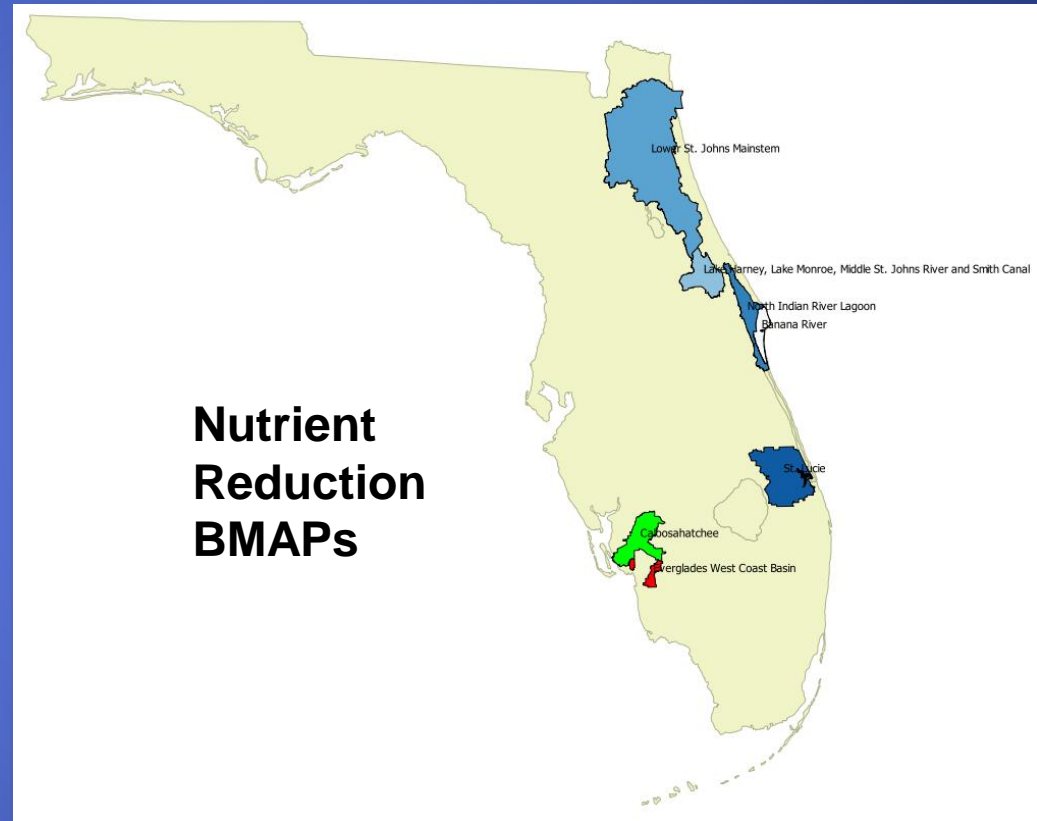 Lower St. Johns Mainstem
Lake Harney, Lake Monroe, Middle St. Johns River and Smith Canal
North Indian River Lagoon
Banana River
Nutrient
Reduction
BMAPs
St. Lucie
Caloosahatchee
Everglades West Coast Basin